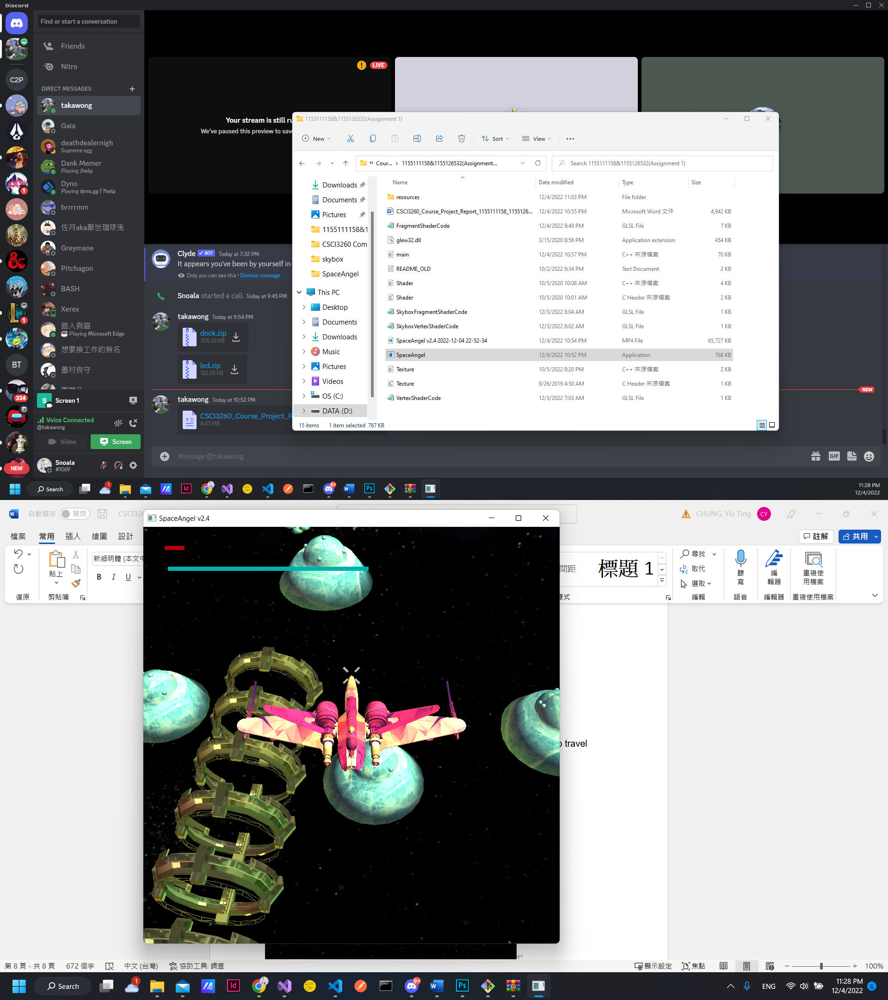 Discord
Find or start a conversation
Friends
C2P
Nitro
DIRECT MESSAGES
takawong
Gaia
deathdealernigh
Supreme egg
Dank Memer
Playing /help
Dyno
Playing dyno.gg | ?help
1
brrrrmm
佐月aka厭世珈琲兎
Greymane
Pitchagon
BASH
Xerex
1
路人與貓
Playing Microsoft Edge
想要換工作的無名
BT
墨村良守
334
S
Screen 1
Voice Connected
@takawong
Video
Screen
NEW
Snoala
#1069
LIVE
Your stream is still ru
We've paused this preview to save
Clyde BOT Today at 7:32 PM
It appears you've been by yourself in
Only you can see this • Dismiss message
Snoala started a call. Today at 9:45 PM
takawong Today at 9:54 PM
dock.zip
305.58 KB
led.zip
122.05 KB
NEW
takawong Today at 10:52 PM
CSCI3260_Course_Project_R
4.83 MB
Message @takawong
GIF
1155111158&1155126532(Assignment 1)
New
Sort
View
« Cour... › 1155111158&1155126532(Assignment...
Search 1155111158&1155126532(Assignment 1)
Downloads
Documents
Pictures
1155111158&1
CSCI3260 Com
skybox
SpaceAngel
This PC
Desktop
Documents
Downloads
Music
Pictures
Videos
OS (C:)
DATA (D:)
Name Date modified Type Size
resources 12/4/2022 11:03 PM File folder
CSCI3260_Course_Project_Report_1155111158_1155126... 12/4/2022 10:55 PM Microsoft Word 文件 4,942 KB
FragmentShaderCode 12/4/2022 9:49 PM GLSL File 7 KB
glew32.dll 3/15/2020 8:56 PM Application extension 454 KB
main 12/4/2022 10:57 PM C++ 來源檔案 70 KB
README_OLD 10/2/2022 9:34 PM Text Document 2 KB
Shader 10/5/2020 10:08 AM C++ 來源檔案 4 KB
Shader 10/5/2020 10:01 AM C Header 來源檔案 2 KB
SkyboxFragmentShaderCode 12/3/2022 8:04 AM GLSL File 1 KB
SkyboxVertexShaderCode 12/3/2022 8:02 AM GLSL File 1 KB
SpaceAngel v2.4 2022-12-04 22-52-34 12/4/2022 10:54 PM MP4 File 65,727 KB
SpaceAngel 12/4/2022 10:52 PM Application 768 KB
Texture 10/5/2022 8:20 PM C++ 來源檔案 2 KB
Texture 9/26/2019 4:50 AM C Header 來源檔案 1 KB
VertexShaderCode 12/3/2022 7:03 AM GLSL File 1 KB
15 items 1 item selected 767 KB
Search
1
Id
9+
Ps
11:28 PM
12/4/2022
自動儲存 關閉 CSCI326
CHUNG, Yiu Ting CY
檔案 常用 插入 繪圖 設計
註解 共用
新細明體 (本文中
貼上
B I U
復原 剪貼簿
間距 標題 1
樣式
尋找
取代
選取
編輯
聽寫
語音
編輯器
編輯器
重複使用檔案
重複使用檔案
SpaceAngel v2.4
travel
第 8 頁，共 8 頁 672 個字 中文 (台灣) 協助工具: 調查
顯示設定 焦點 100%
Search
1
Id
9+
Ps
ENG
11:28 PM
12/4/2022
6